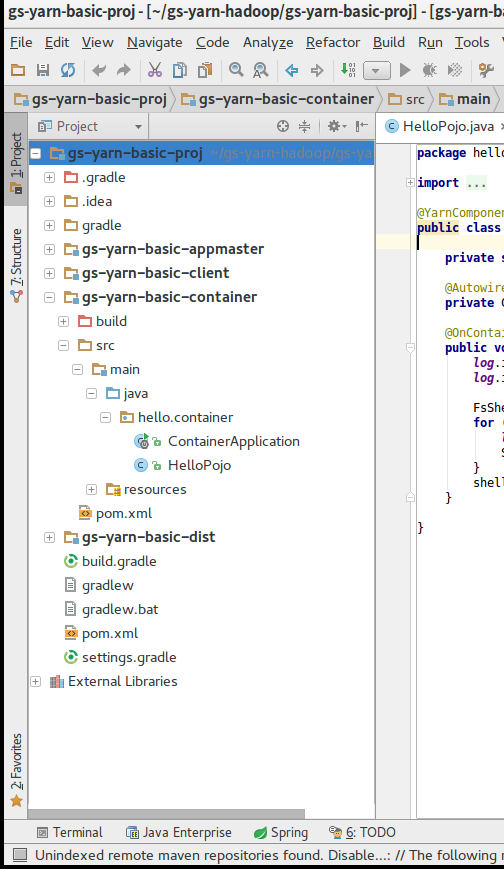 gs-yarn-basic-proj - [~/gs-yarn-hadoop/gs-yarn-basic-proj] - [gs-yarn-b
File Edit View Navigate Code Analyze Refactor Build Run Tools
gs-yarn-basic-proj gs-yarn-basic-container src main
1: Project
7: Structure
2: Favorites
Project
gs-yarn-basic-proj ~/gs-yarn-hadoop/gs-ya
.gradle
.idea
gradle
gs-yarn-basic-appmaster
gs-yarn-basic-client
gs-yarn-basic-container
build
src
main
java
hello.container
ContainerApplication
HelloPojo
resources
pom.xml
gs-yarn-basic-dist
build.gradle
gradlew
gradlew.bat
pom.xml
settings.gradle
External Libraries
HelloPojo.java
package hello
import ...
@YarnComponen
public class
private s
@Autowire
private C
@OnContai
public vo
log.i
log.i
FsShe
for (
l
S
}
shell
}
}
Terminal Java Enterprise Spring 6: TODO
Unindexed remote maven repositories found. Disable...: // The following r